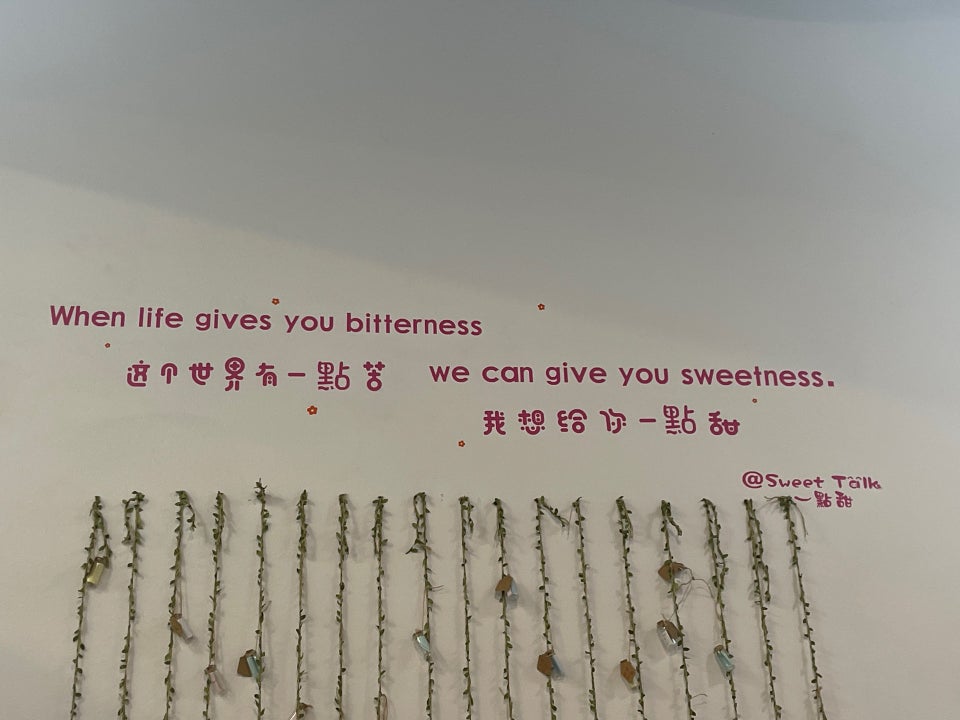 When life gives you bitterness
这个世界有一點苦
we can give you sweetness.
我想给你一點甜
@Sweet Tälk
一點甜